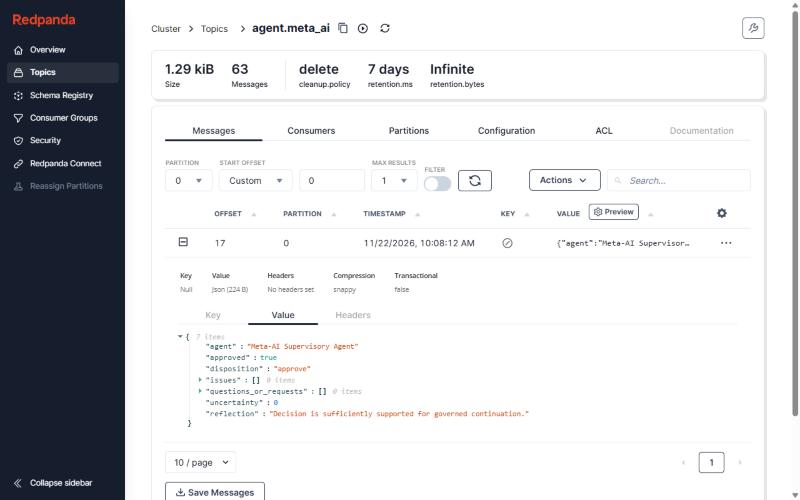 Redpanda
Overview
Topics
Schema Registry
Consumer Groups
Security
Redpanda Connect
Reassign Partitions
Collapse sidebar
Cluster > Topics > agent.meta_ai
1.29 kiB 63 delete 7 days Infinite
Size Messages cleanup.policy retention.ms retention.bytes
Messages Consumers Partitions Configuration ACL Documentation
PARTITION START OFFSET MAX RESULTS FILTER
0 Custom 0 1 Actions Search...
OFFSET PARTITION TIMESTAMP KEY VALUE Preview
17 0 11/22/2026, 10:08:12 AM {"agent":"Meta-AI Supervisor… ...
Key Value Headers Compression Transactional
Null Json (224 B) No headers set snappy false
Key Value Headers
{ 7 items
"agent" : "Meta-AI Supervisory Agent"
"approved" : true
"disposition" : "approve"
"issues" : [] 0 items
"questions_or_requests" : [] 0 items
"uncertainty" : 0
"reflection" : "Decision is sufficiently supported for governed continuation."
}
10 / page < 1 >
Save Messages